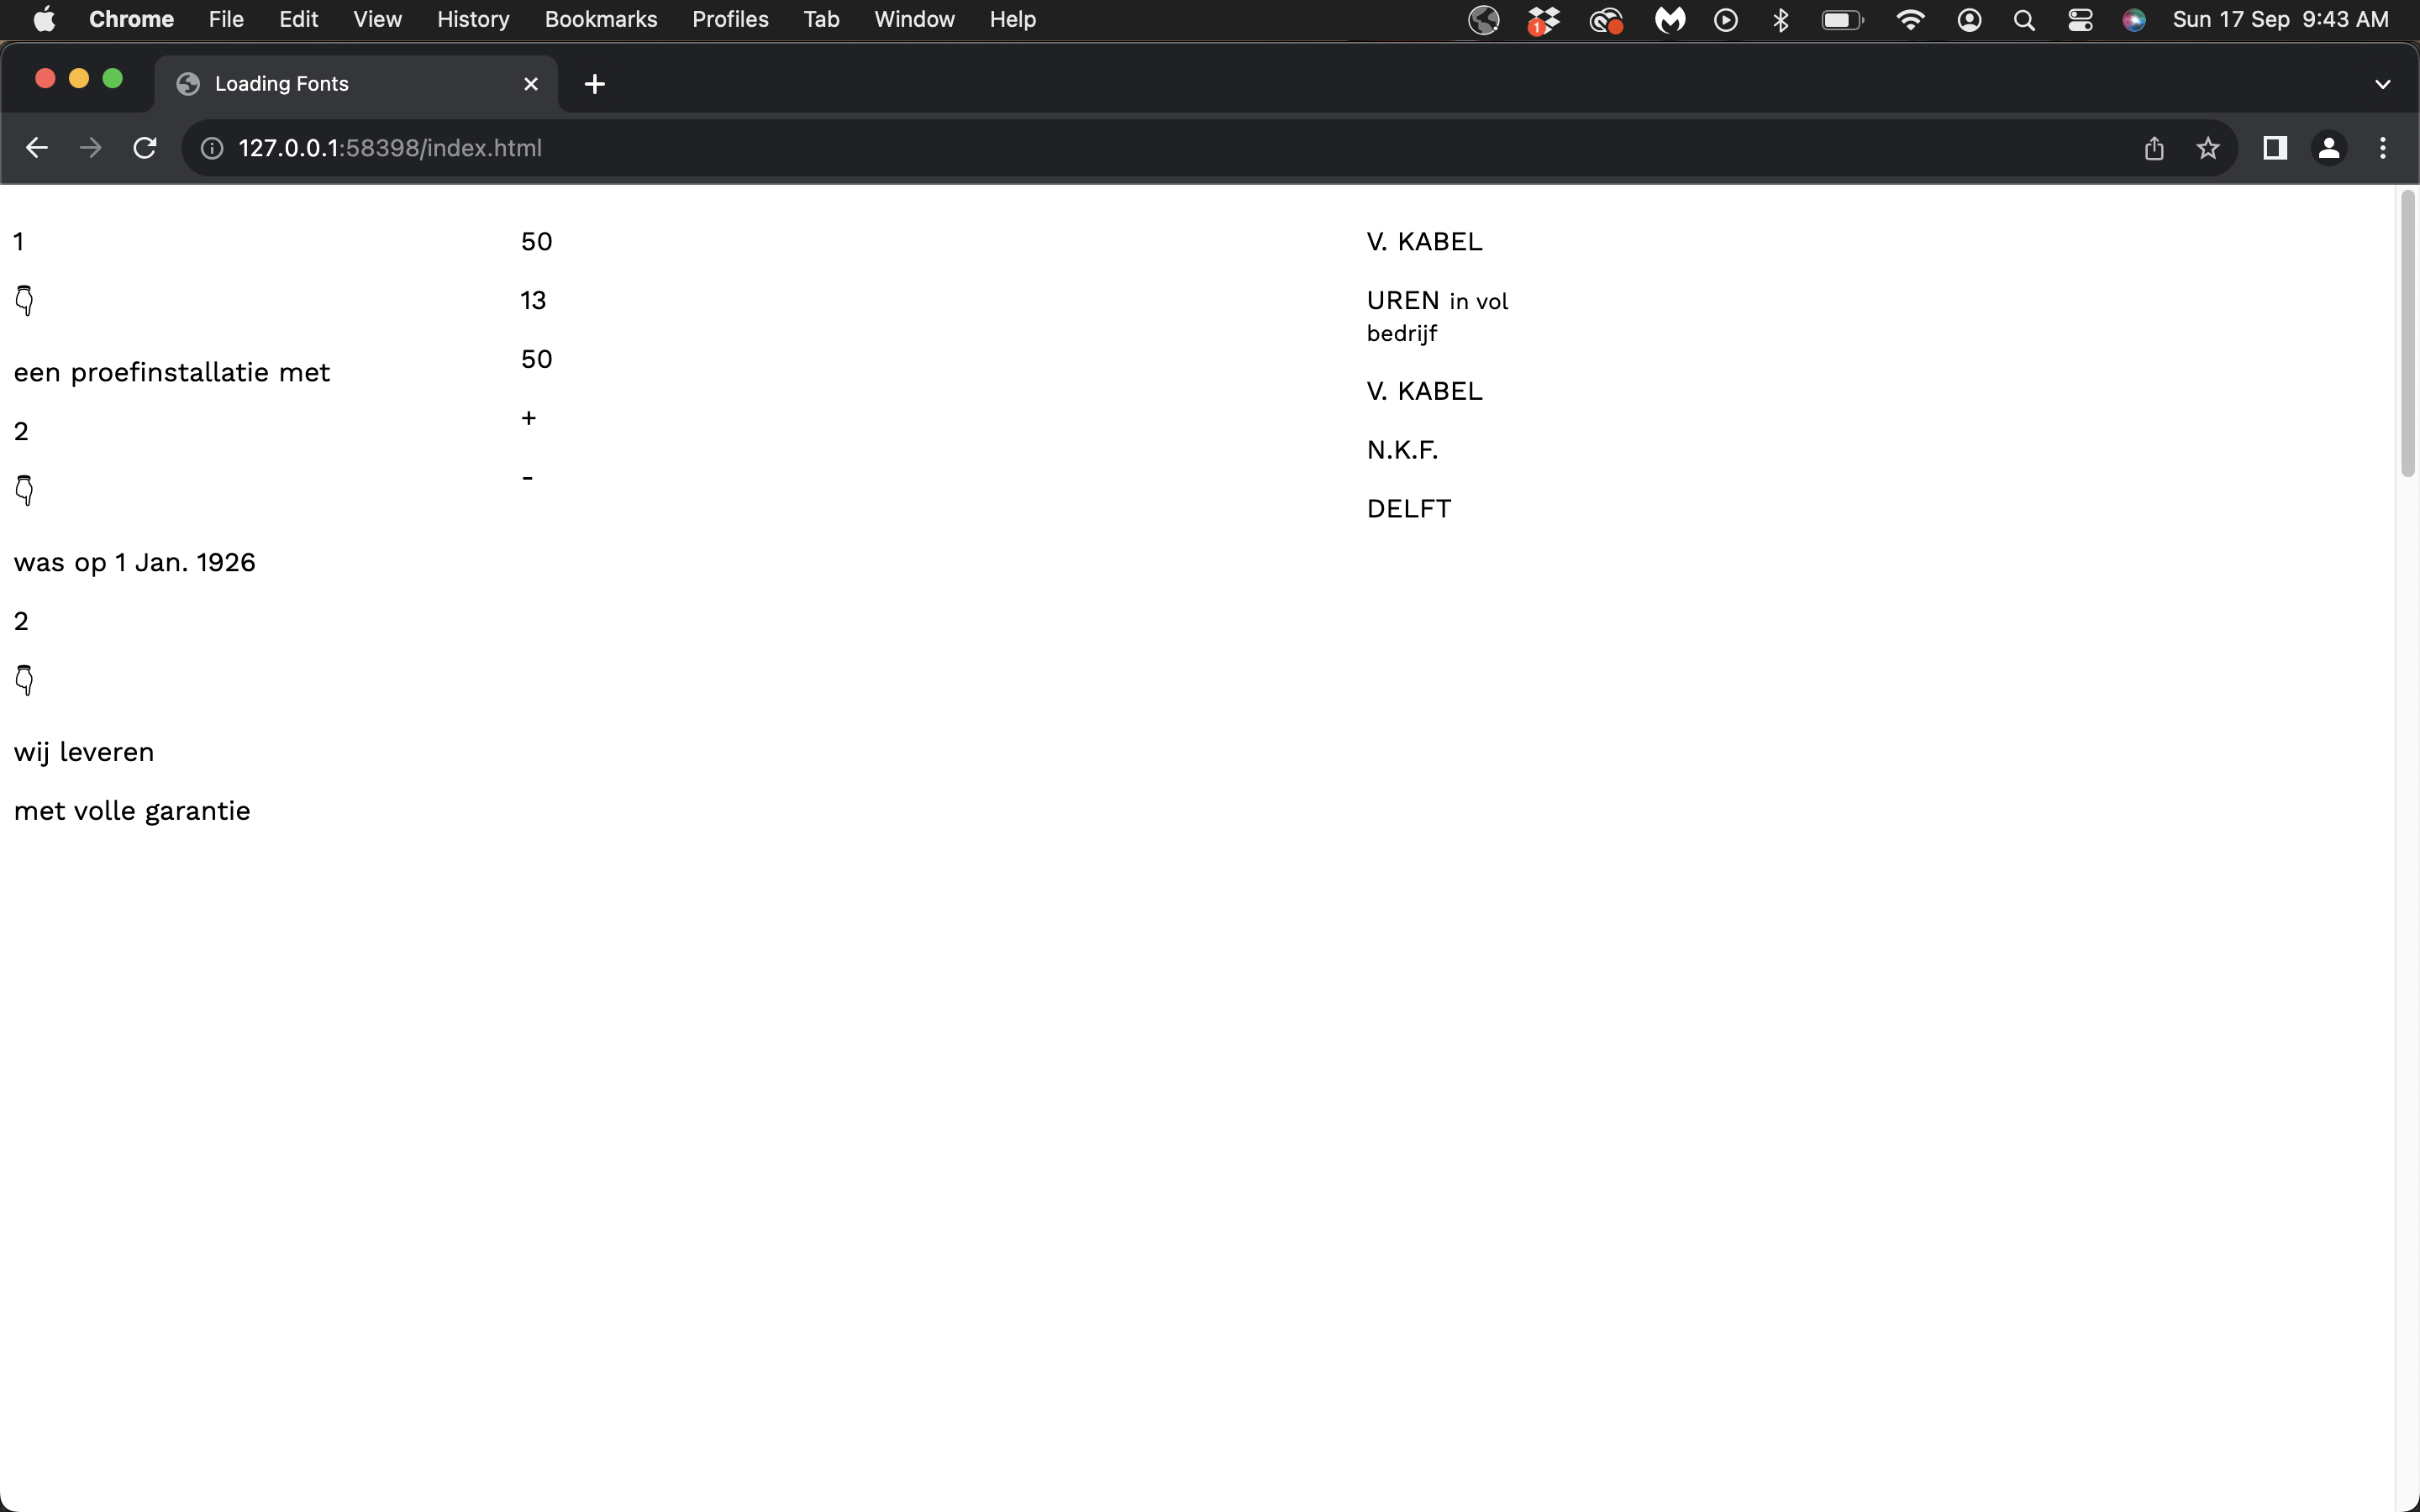 Chrome File Edit View History Bookmarks Profiles Tab Window Help 1 Sun 17 Sep 9:43 AM
Loading Fonts
127.0.0.1:58398/index.html
1
👇
een proefinstallatie met
2
👇
was op 1 Jan. 1926
2
👇
wij leveren
met volle garantie
50
13
50
+
-
V. KABEL
UREN in vol
bedrijf
V. KABEL
N.K.F.
DELFT